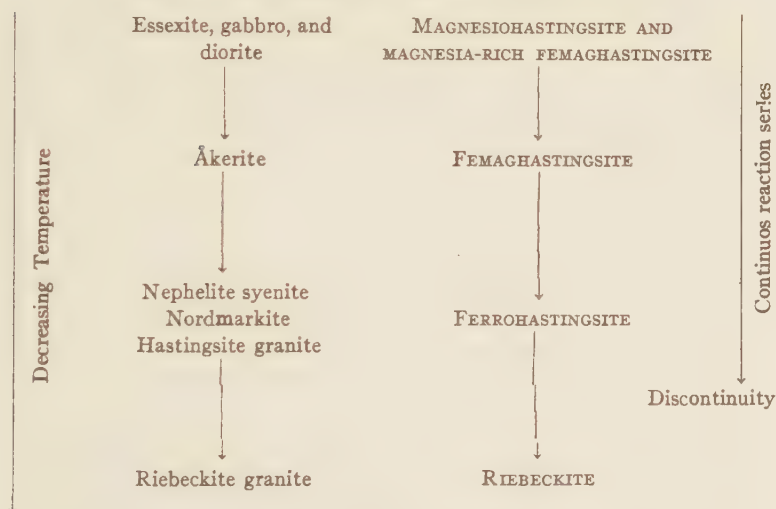 Essexite, gabbro, and
diorite
MAGNESIOHASTINGSITE AND
MAGNESIA-RICH FEMAGHASTINGSITE
Åkerite
FEMAGHASTINGSITE
Nephelite syenite
Nordmarkite
Hastingsite granite
FERROHASTINGSITE
Discontinuity
Riebeckite granite
RIEBECKITE
Decreasing Temperature
Continuos reaction series